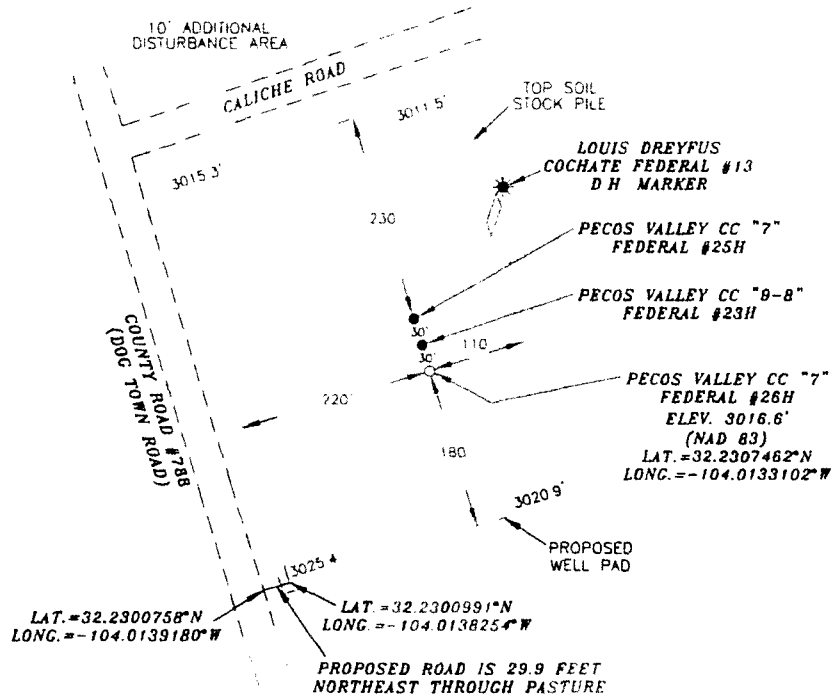 10' ADDITIONAL
DISTURBANCE AREA
CALICHE ROAD
TOP SOIL
STOCK PILE
3011.5'
3015.3'
LOUIS DREYFUS
COCHATE FEDERAL #13
D H MARKER
230
PECOS VALLEY CC "7"
FEDERAL #25H
30'
PECOS VALLEY CC "9-8"
FEDERAL #23H
30'
110
COUNTY ROAD #788
(DOG TOWN ROAD)
220'
PECOS VALLEY CC "7"
FEDERAL #26H
ELEV. 3016.6'
(NAD 83)
LAT.=32.2307462°N
LONG.=-104.0133102°W
180
3020 9'
PROPOSED
WELL PAD
3025 4
LAT.=32.2300758°N
LONG.=-104.0139180°W
LAT.=32.2300991°N
LONG.=-104.0138254°W
PROPOSED ROAD IS 29.9 FEET
NORTHEAST THROUGH PASTURE